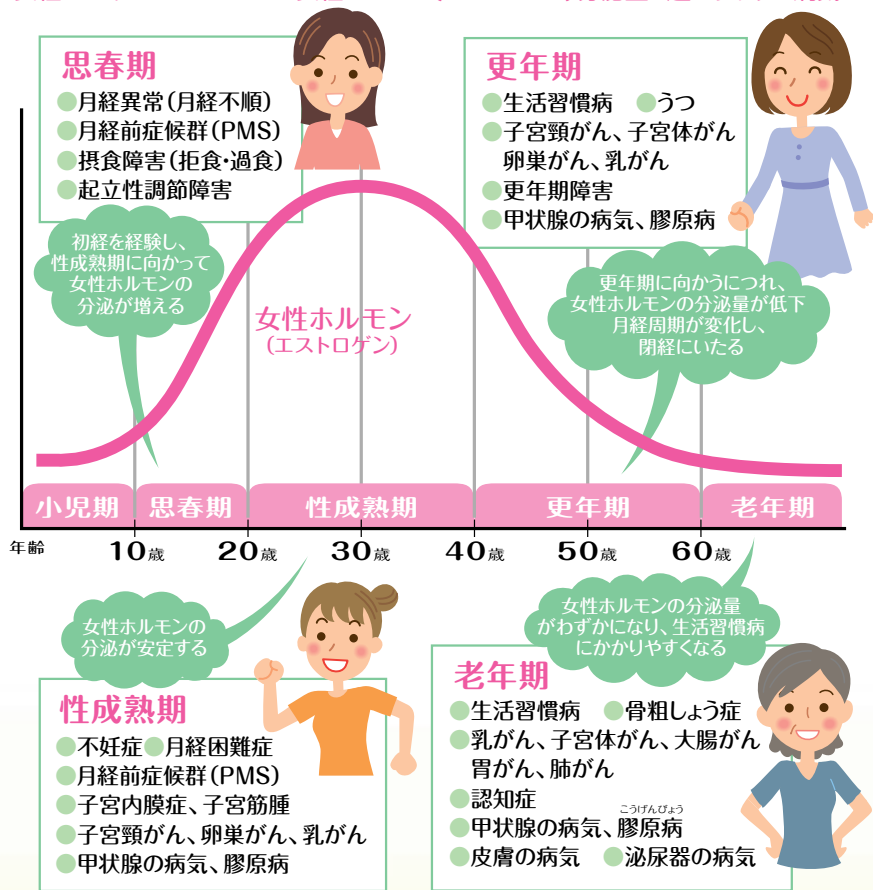 思春期
●月経異常(月経不順)
●月経前症候群(PMS)
●摂食障害(拒食・過食)
●起立性調節障害
更年期
●生活習慣病 ●うつ
●子宮頸がん、子宮体がん
卵巣がん、乳がん
●更年期障害
●甲状腺の病気、膠原病
初経を経験し、
性成熟期に向かって
女性ホルモンの
分泌が増える
女性ホルモン
(エストロゲン)
更年期に向かうにつれ、
女性ホルモンの分泌量が低下
月経周期が変化し、
閉経にいたる
小児期 思春期 性成熟期 更年期 老年期
年齢 10歳 20歳 30歳 40歳 50歳 60歳
女性ホルモンの
分泌が安定する
女性ホルモンの分泌量
がわずかになり、生活習慣病
にかかりやすくなる
性成熟期
●不妊症●月経困難症
●月経前症候群(PMS)
●子宮内膜症、子宮筋腫
●子宮頸がん、卵巣がん、乳がん
●甲状腺の病気、膠原病
老年期
●生活習慣病 ●骨粗しょう症
●乳がん、子宮体がん、大腸がん
胃がん、肺がん
●認知症
こうげんびょう
●甲状腺の病気、膠原病
●皮膚の病気 ●泌尿器の病気